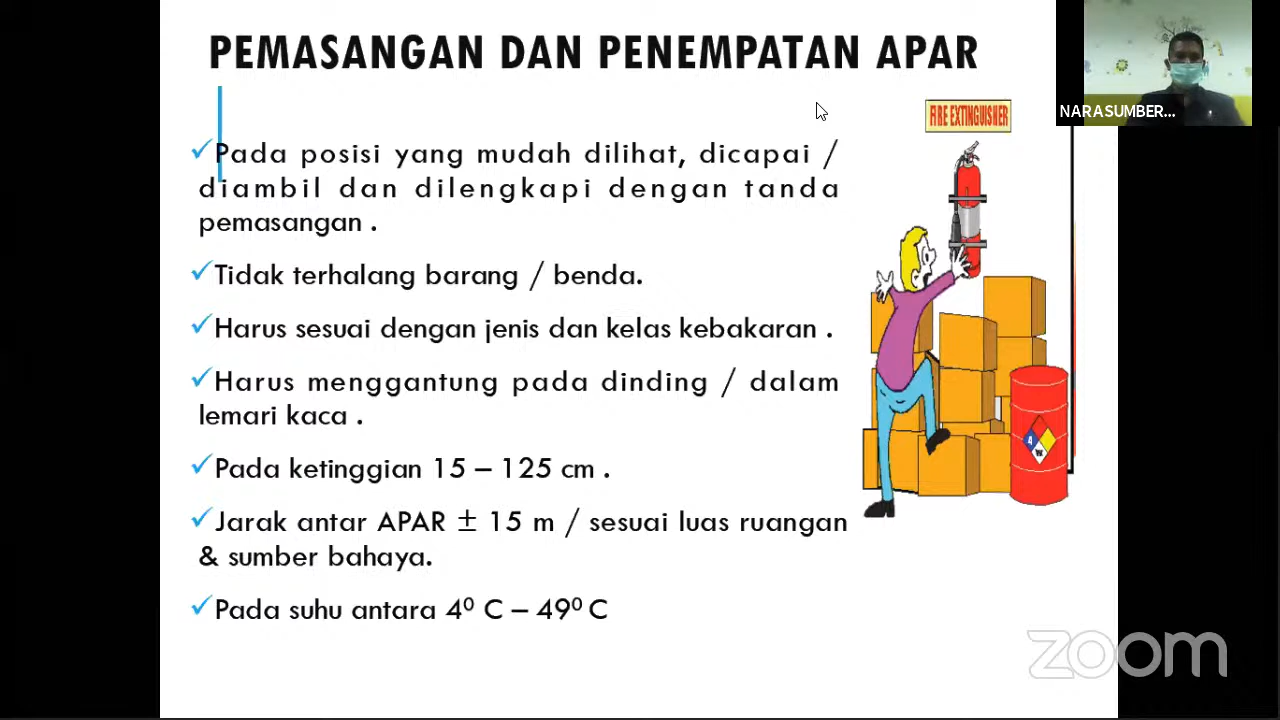 PEMASANGAN DAN PENEMPATAN APAR
NARASUMBER...
FIRE EXTINGUISHER
✓Pada posisi yang mudah dilihat, dicapai /
diambil dan dilengkapi dengan tanda
pemasangan .
✓Tidak terhalang barang / benda.
✓Harus sesuai dengan jenis dan kelas kebakaran .
✓Harus menggantung pada dinding / dalam
lemari kaca .
✓Pada ketinggian 15 – 125 cm .
✓Jarak antar APAR ± 15 m / sesuai luas ruangan
& sumber bahaya.
✓Pada suhu antara 4⁰ C – 49⁰ C
A
W
zoom